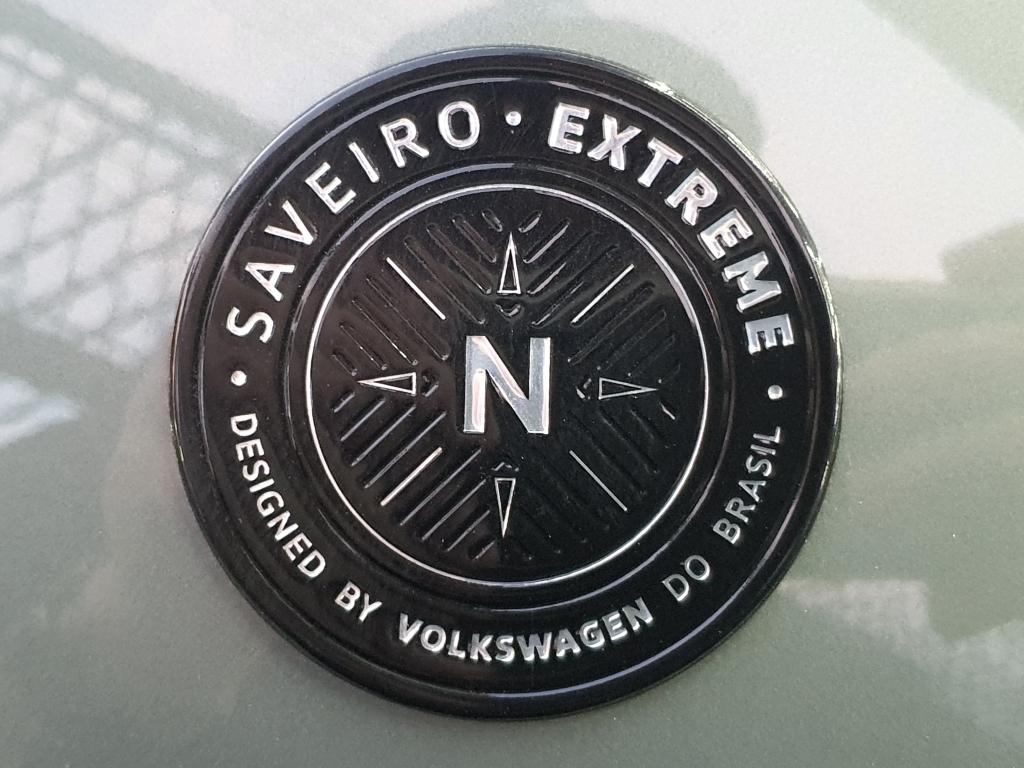 SAVEIRO · EXTREME
N
· DESIGNED BY VOLKSWAGEN DO BRASIL ·